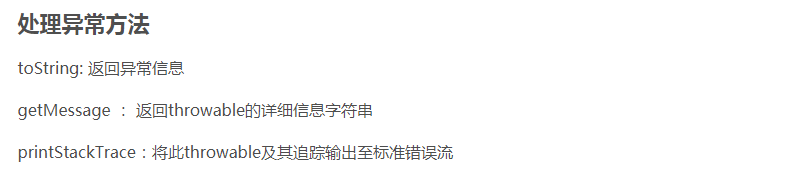 处理异常方法
toString: 返回异常信息
getMessage ： 返回throwable的详细信息字符串
printStackTrace：将此throwable及其追踪输出至标准错误流